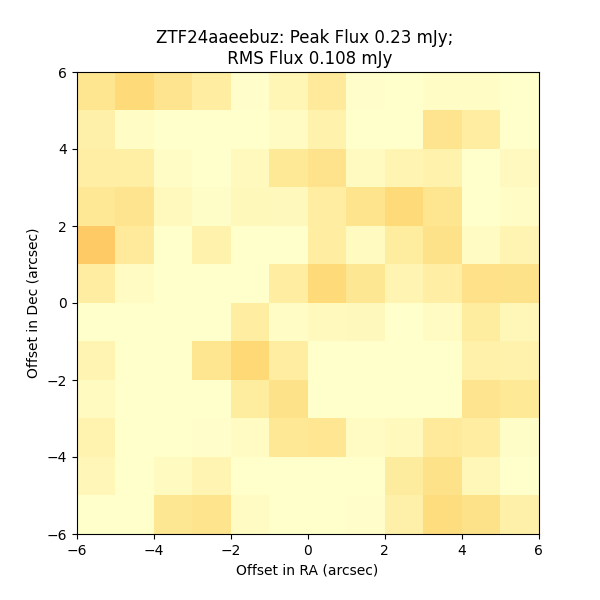 ZTF24aaeebuz: Peak Flux 0.23 mJy;
RMS Flux 0.108 mJy
6
4
2
0
−2
−4
−6
Offset in Dec (arcsec)
−6 −4 −2 0 2 4 6
Offset in RA (arcsec)